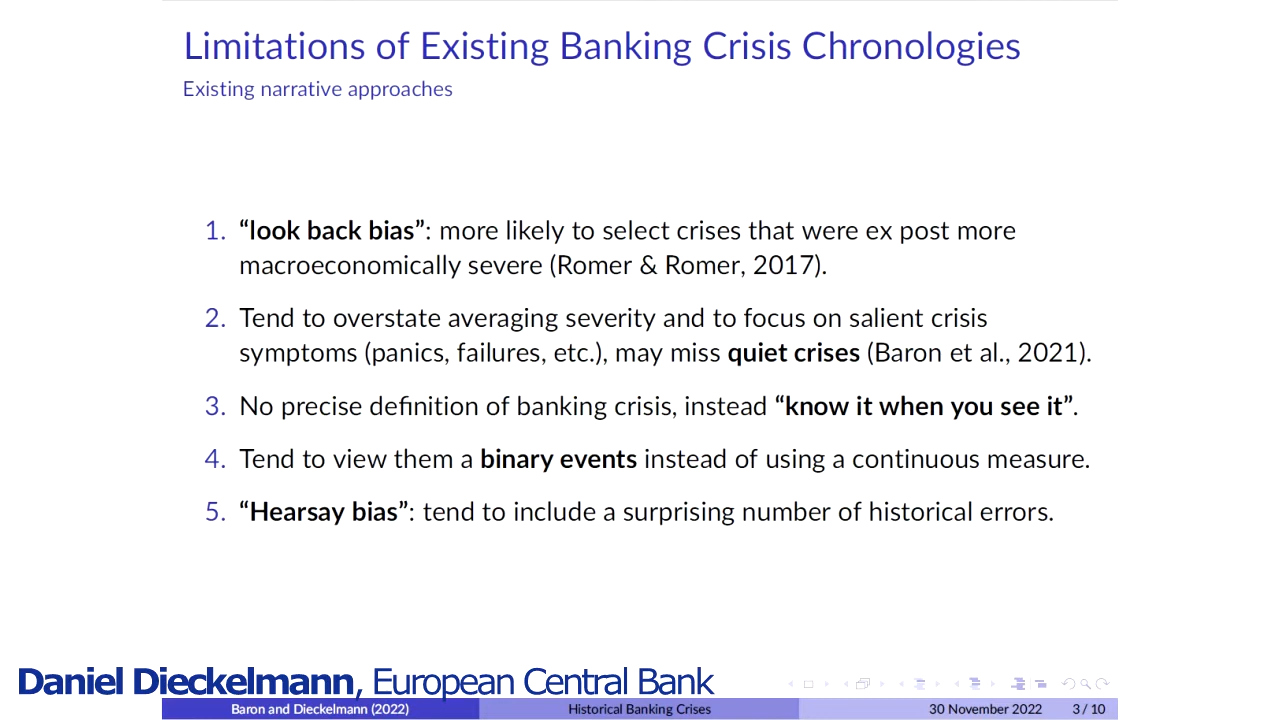 Limitations of Existing Banking Crisis Chronologies
Existing narrative approaches
1. “look back bias”: more likely to select crises that were ex post more
macroeconomically severe (Romer & Romer, 2017).
2. Tend to overstate averaging severity and to focus on salient crisis
symptoms (panics, failures, etc.), may miss quiet crises (Baron et al., 2021).
3. No precise definition of banking crisis, instead “know it when you see it”.
4. Tend to view them a binary events instead of using a continuous measure.
5. “Hearsay bias”: tend to include a surprising number of historical errors.
Daniel Dieckelmann, European Central Bank
Baron and Dieckelmann (2022) Historical Banking Crises 30 November 2022 3 / 10